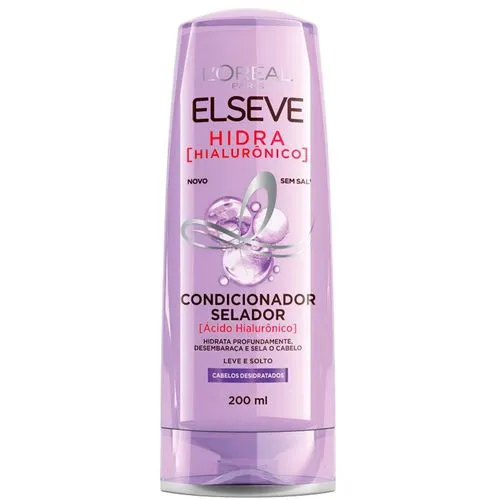 L'ORÉAL
PARIS
ELSEVE
HIDRA
[HIALURÔNICO]
NOVO SEM SAL*
CONDICIONADOR
SELADOR
[Ácido Hialurônico]
HIDRATA PROFUNDAMENTE,
DESEMBARAÇA E SELA O CABELO
LEVE E SOLTO
CABELOS DESIDRATADOS
200 ml